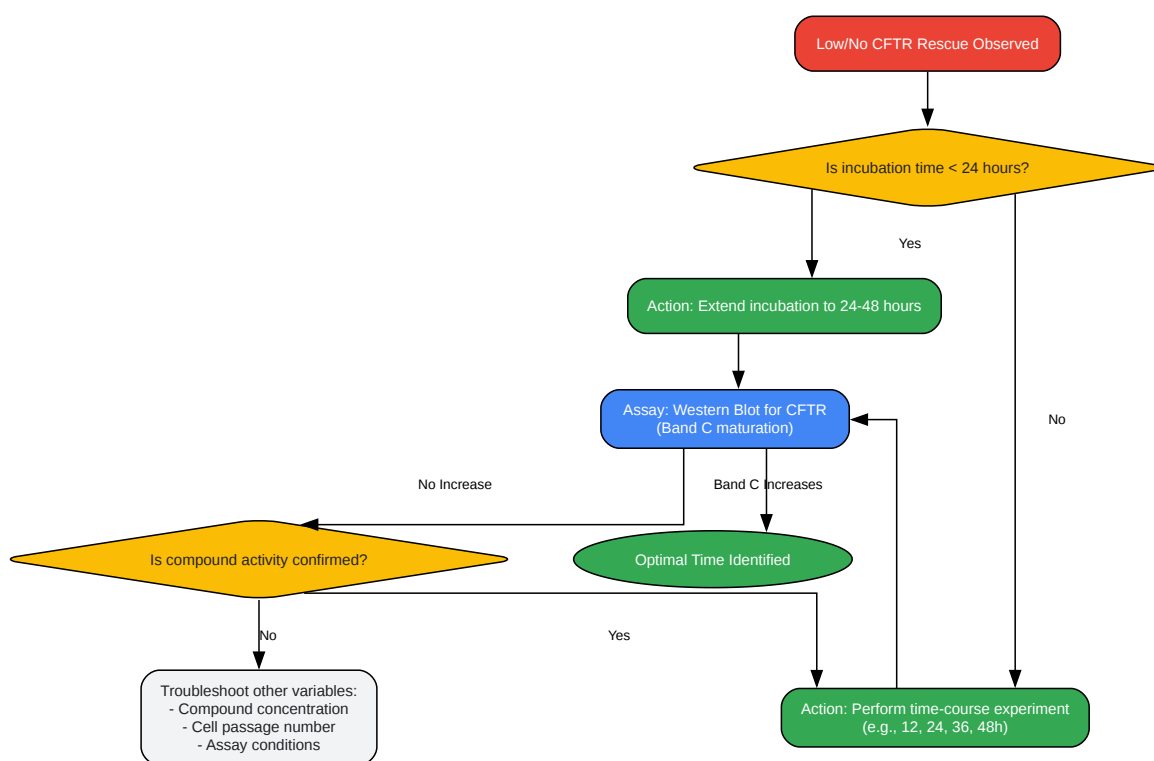 Low/No CFTR Rescue Observed
Is incubation time < 24 hours?
Yes
Action: Extend incubation to 24-48 hours
Assay: Western Blot for CFTR
(Band C maturation)
No
No Increase
Band C Increases
Is compound activity confirmed?
Optimal Time Identified
No
Yes
Troubleshoot other variables:
- Compound concentration
- Cell passage number
- Assay conditions
Action: Perform time-course experiment
(e.g., 12, 24, 36, 48h)